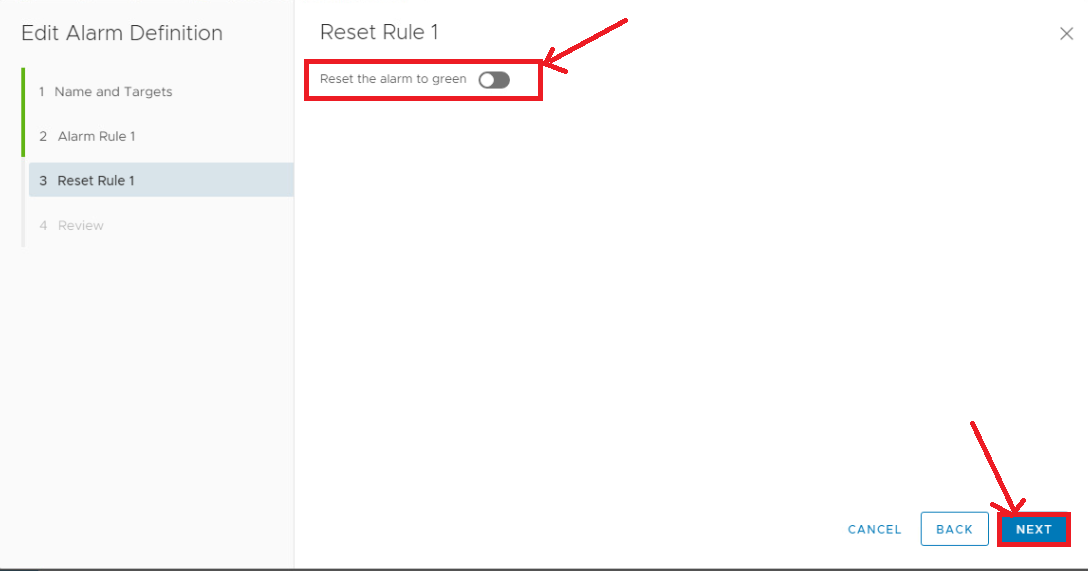 Edit Alarm Definition
1 Name and Targets
2 Alarm Rule 1
3 Reset Rule 1
4 Review
Reset Rule 1
Reset the alarm to green
CANCEL
BACK
NEXT